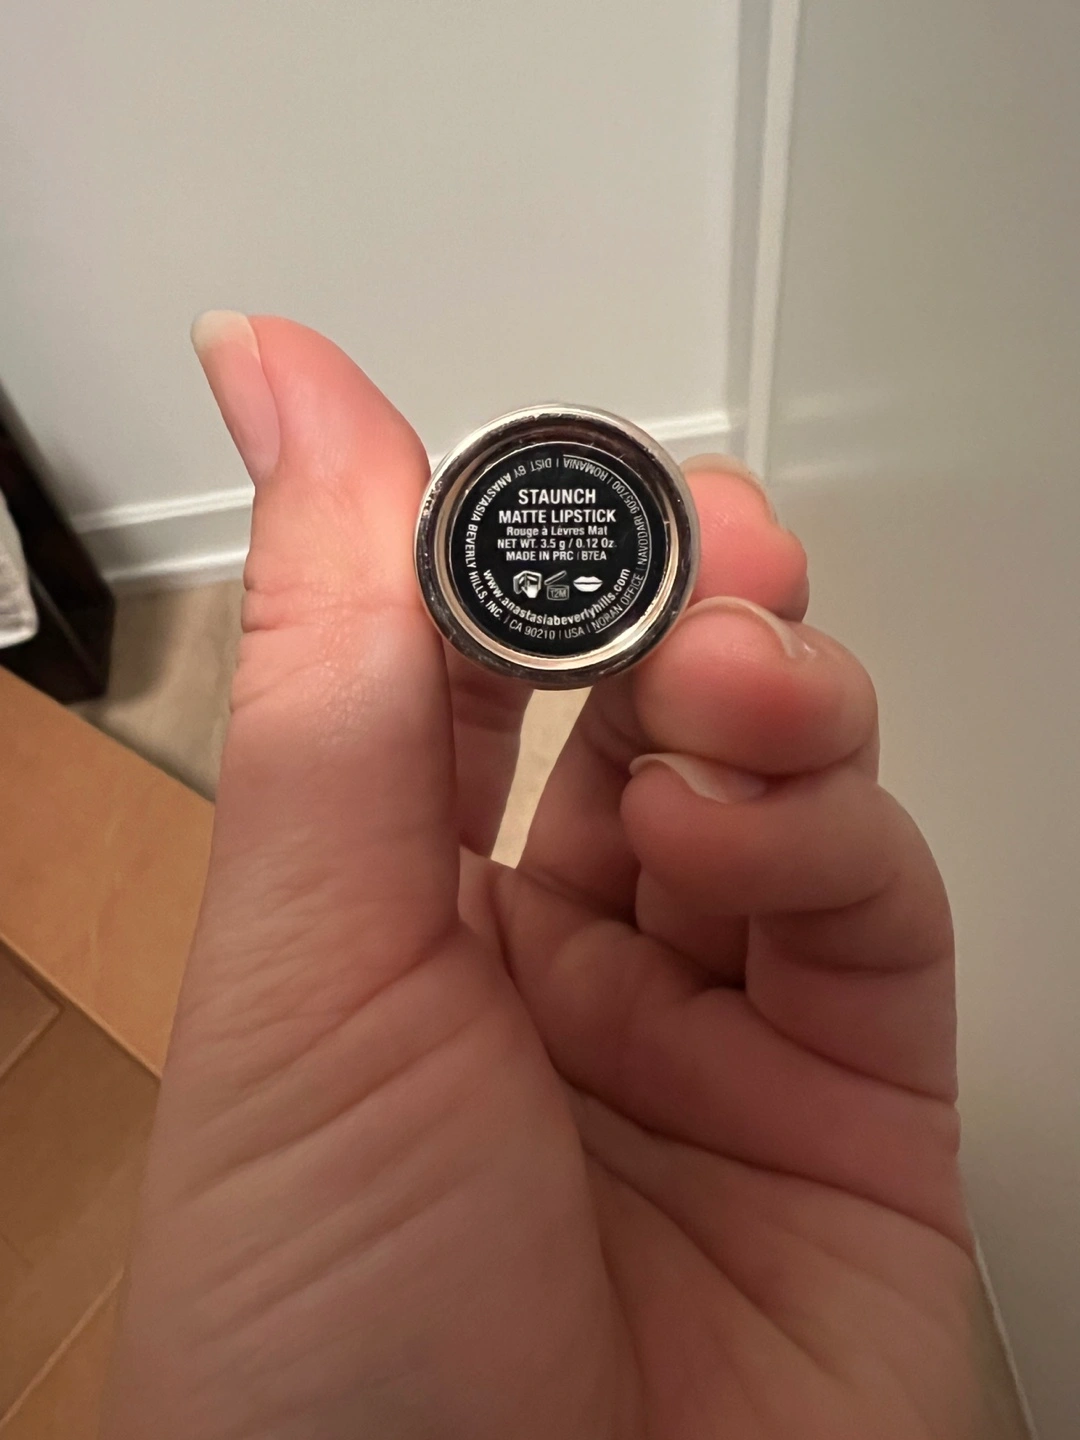 STAUNCH
MATTE LIPSTICK
Rouge à Lèvres Mat
NET WT. 3.5 g / 0.12 Oz.
MADE IN PRC | B7EA
12M
www.anastasiabeverlyhills.com
DIST BY ANASTASIA BEVERLY HILLS, INC. | CA 90210 | USA | NORAN OFFICE | NAVODARI 905700 | ROMANIA |